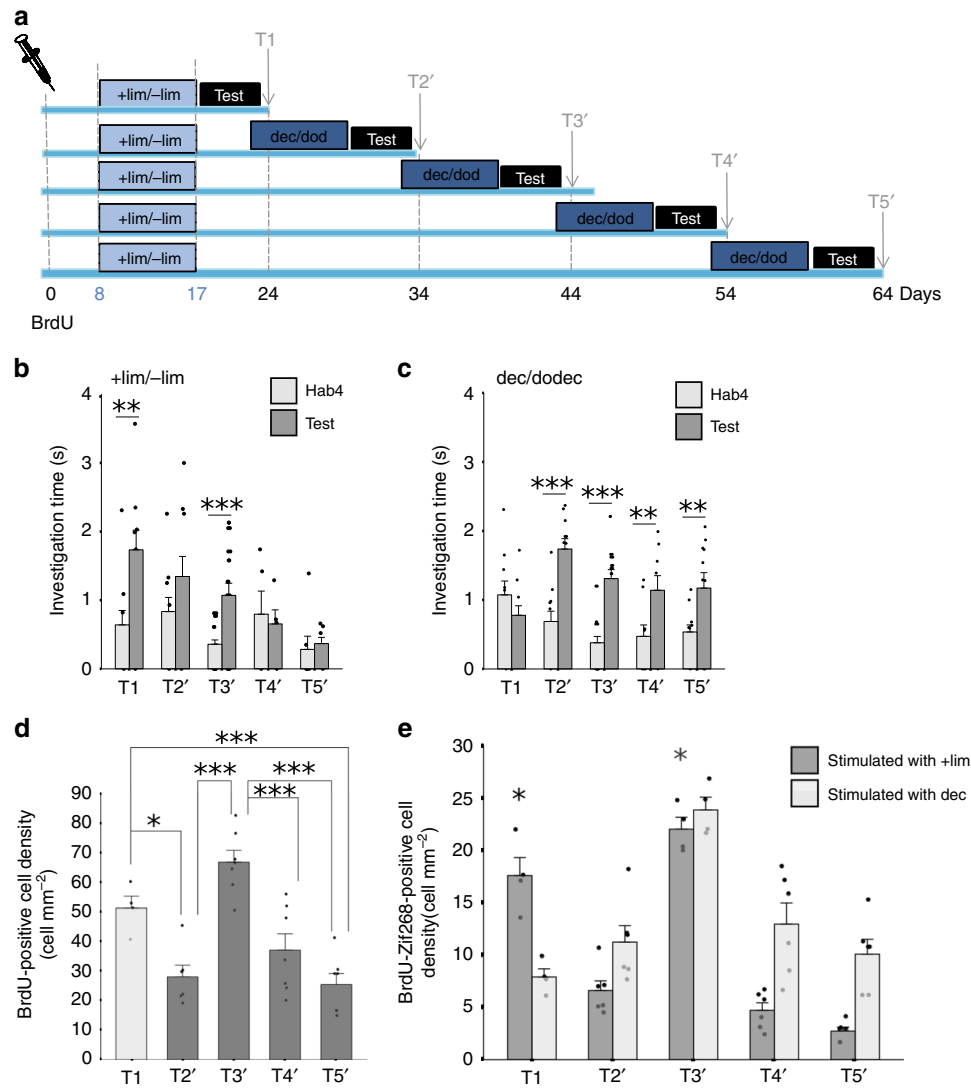 a
T1
T2′
T3′
T4′
T5′
+lim/–lim
Test
+lim/–lim
dec/dod
Test
+lim/–lim
dec/dod
Test
+lim/–lim
dec/dod
Test
+lim/–lim
dec/dod
Test
0 8 17 24 34 44 54 64 Days
BrdU
b
+lim/–lim
Hab4
Test
Investigation time (s)
4
3
2
1
0
**
***
T1 T2′ T3′ T4′ T5′
c
dec/dodec
Hab4
Test
Investigation time (s)
4
3
2
1
0
***
***
**
**
T1 T2′ T3′ T4′ T5′
d
BrdU-positive cell density
(cell mm–2)
90
80
70
60
50
40
30
20
10
0
***
***
***
***
*
T1 T2′ T3′ T4′ T5′
e
Stimulated with +lim
Stimulated with dec
BrdU-Zif268-positive cell
density(cell mm–2)
30
25
20
15
10
5
0
*
*
T1 T2′ T3′ T4′ T5′